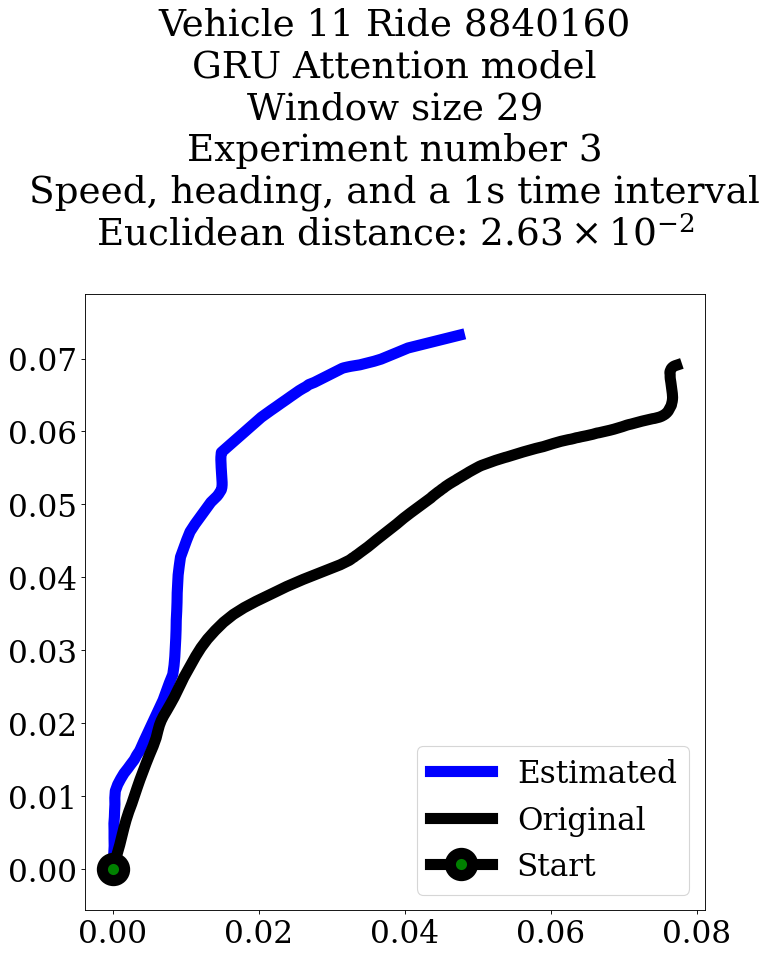 Vehicle 11 Ride 8840160
GRU Attention model
Window size 29
Experiment number 3
Speed, heading, and a 1s time interval
Euclidean distance: 2.63 × 10⁻²
0.07
0.06
0.05
0.04
0.03
0.02
0.01
0.00
Estimated
Original
Start
0.00 0.02 0.04 0.06 0.08